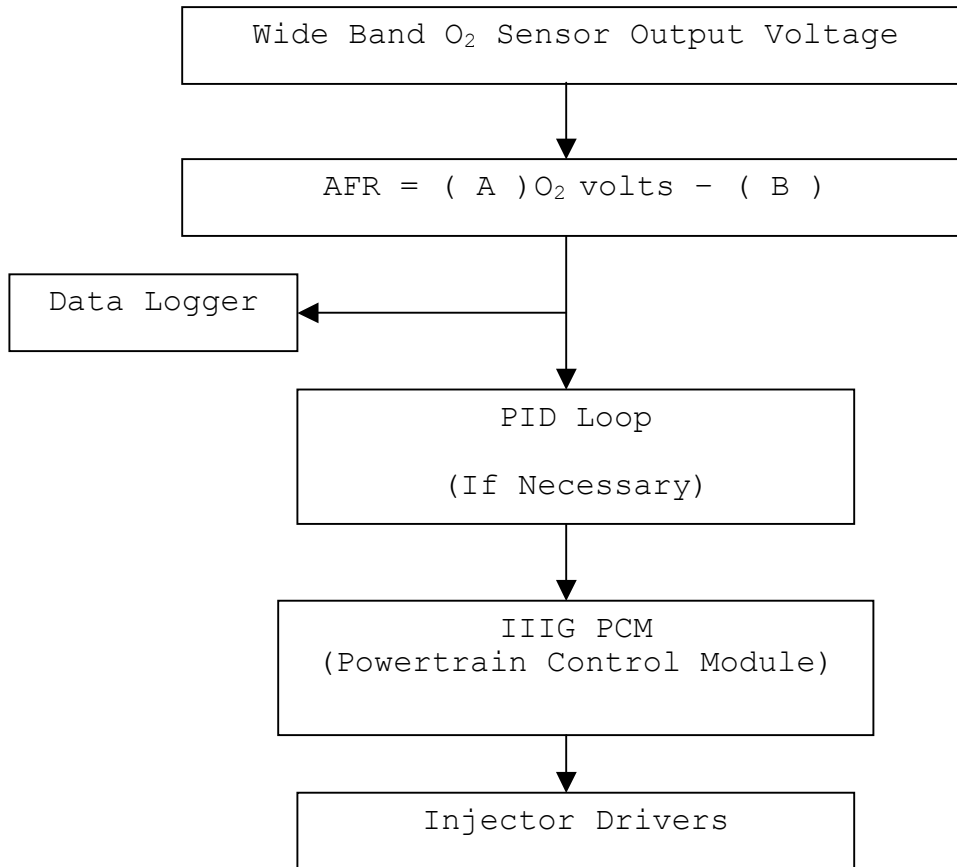 Wide Band O₂ Sensor Output Voltage
AFR = ( A )O₂ volts – ( B )
Data Logger
PID Loop
(If Necessary)
IIIG PCM
(Powertrain Control Module)
Injector Drivers